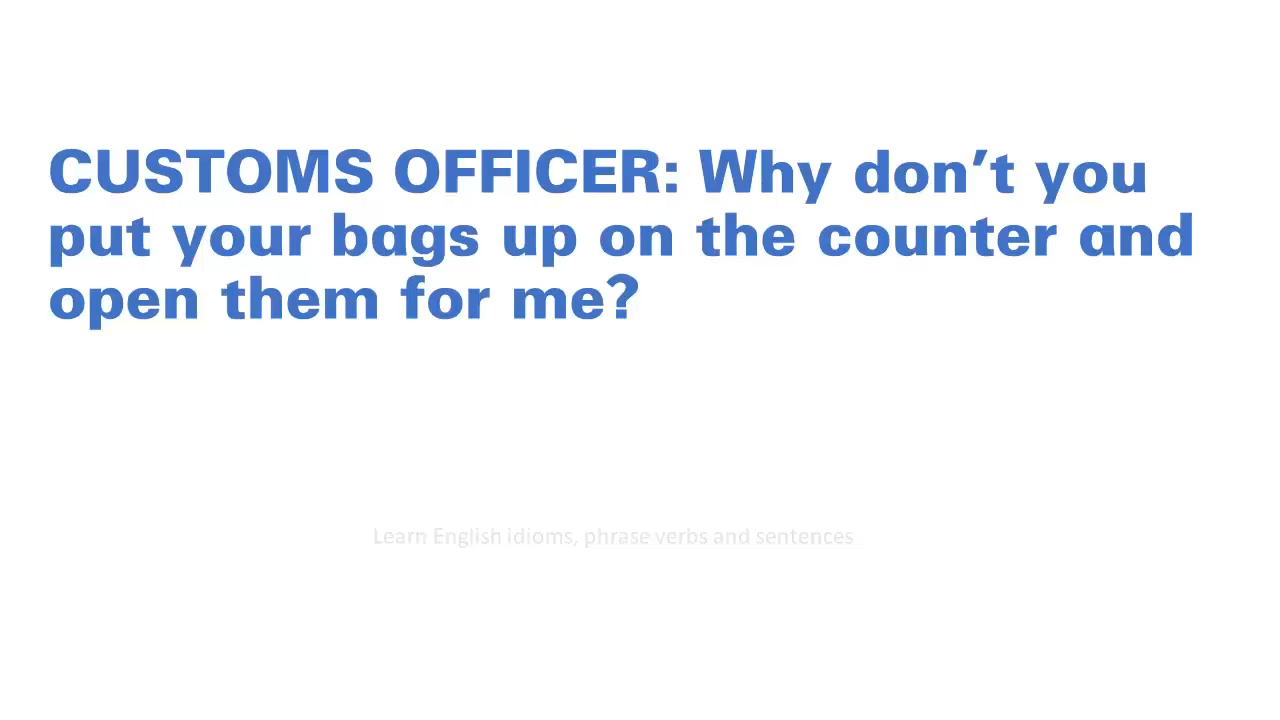 CUSTOMS OFFICER: Why don’t you
put your bags up on the counter and
open them for me?
Learn English idioms, phrase verbs and sentences